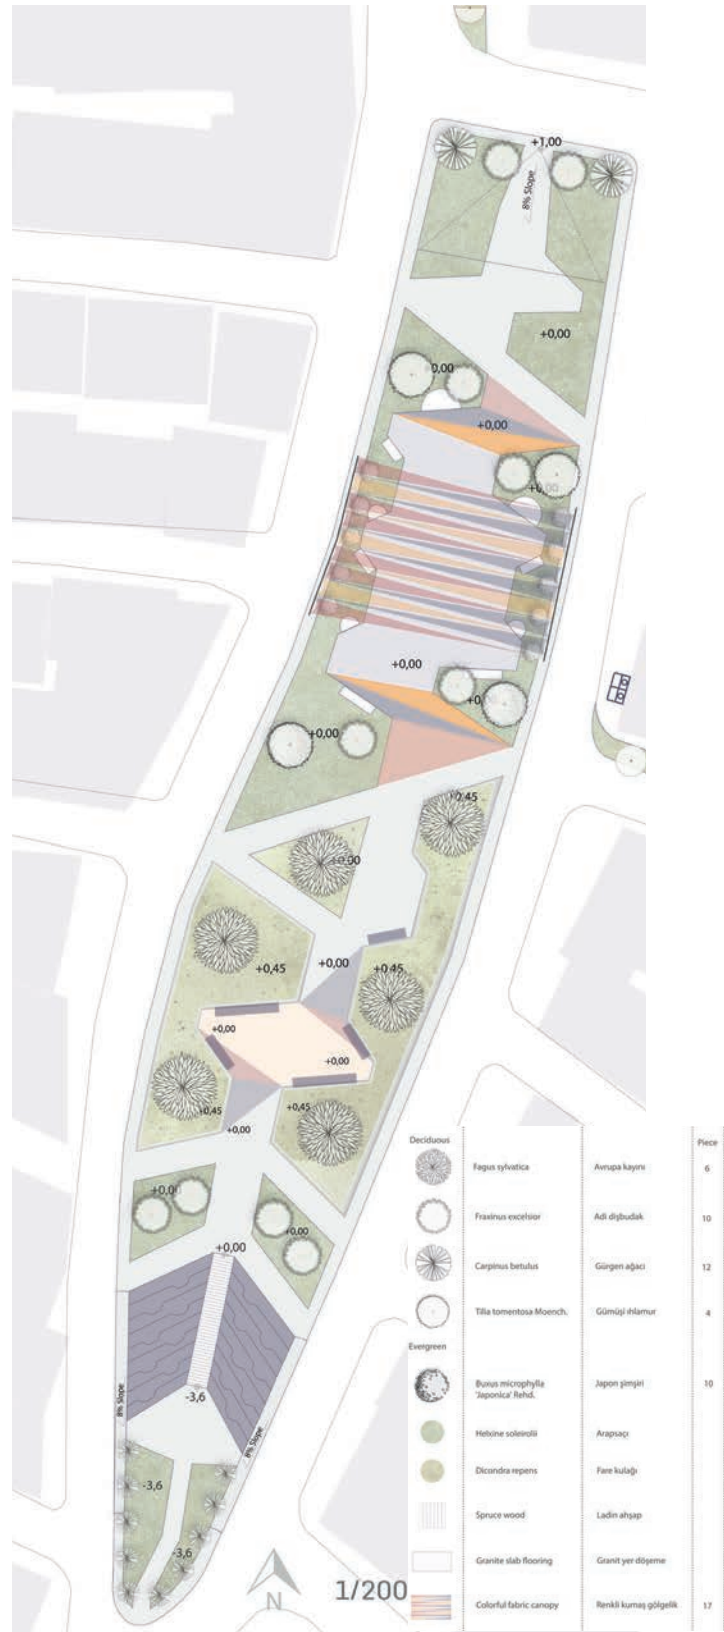 +1,00
8% Slope
+0,00
+0,00
+0,00
+0,00
+0,00
+0,00
+0,45
+0,00
+0,45
+0,00
+0,45
+0,00
+0,00
+0,45
+0,45
+0,00
+0,00
+0,00
+0,00
-3,6
8% Slope
8% Slope
-3,6
-3,6
N
1/200
Deciduous
Piece
Fagus sylvatica Avrupa kayını 6
Fraxinus excelsior Adi dişbudak 10
Carpinus betulus Gürgen ağacı 12
Tilia tomentosa Moench. Gümüşi ıhlamur 4
Evergreen
Buxus microphylla Japon şimşiri 10
'Japonica' Rehd.
Helxine soleirolii Arapsaçı
Dicondra repens Fare kulağı
Spruce wood Ladin ahşap
Granite slab flooring Granit yer döşeme
Colorful fabric canopy Renkli kumaş gölgelik 17